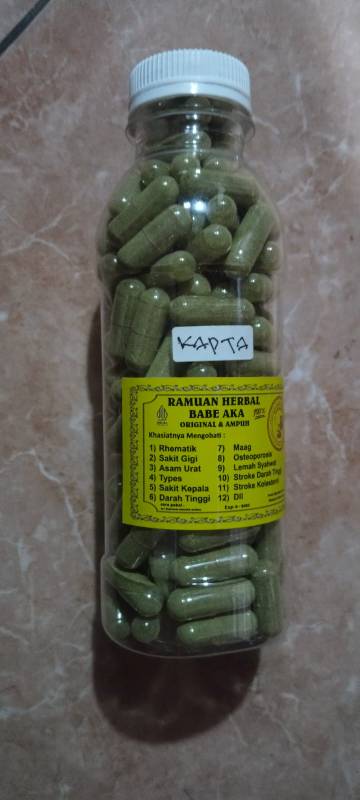 KAPTA
RAMUAN HERBAL
BABE AKA
ORIGINAL & AMPUH
100%
Khasiatnya Mengobati :
1) Rhematik
2) Sakit Gigi
3) Asam Urat
4) Types
5) Sakit Kepala
6) Darah Tinggi
7) Maag
8) Osteoporosis
9) Lemah Syahwat
10) Stroke Darah Tinggi
11) Stroke Kolesterol
12) Dll